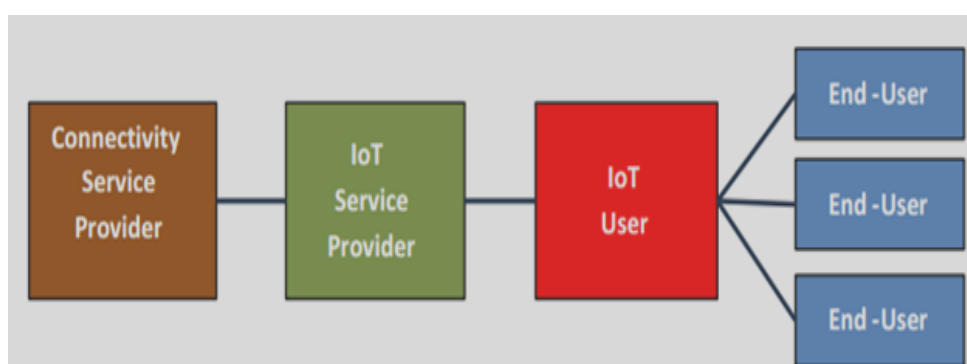 Connectivity
Service
Provider
IoT
Service
Provider
IoT
User
End -User
End -User
End -User